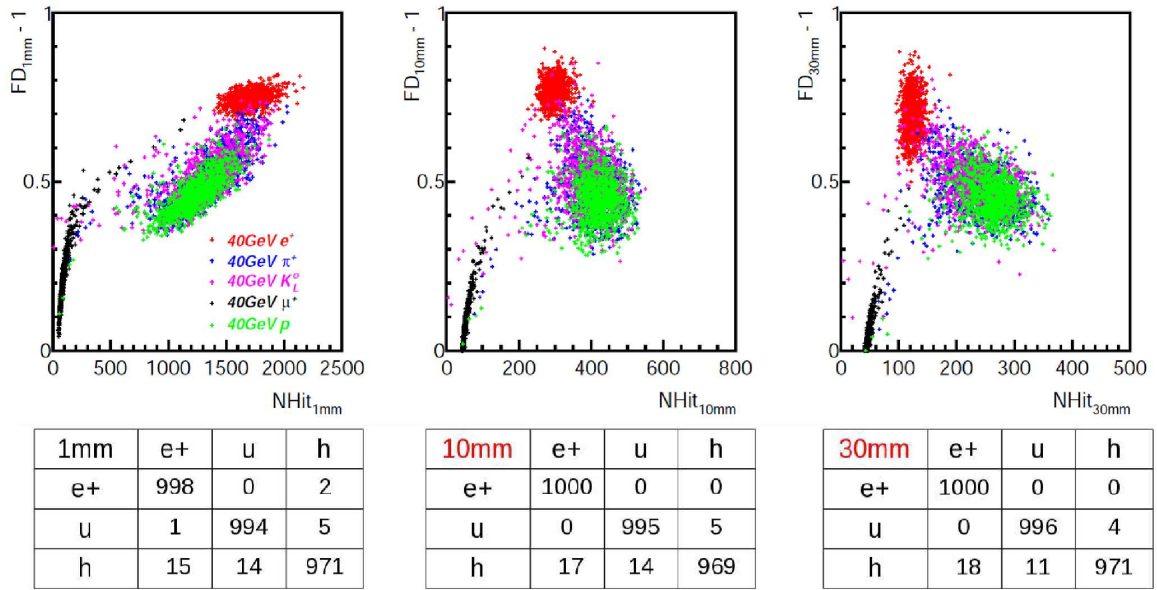 FD1mm - 1
1
0.5
0
0 500 1000 1500 2000 2500
NHit1mm
40GeV e+
40GeV π+
40GeV K°L
40GeV μ+
40GeV p
FD10mm - 1
1
0.5
0
0 200 400 600 800
NHit10mm
FD30mm - 1
1
0.5
0
0 100 200 300 400 500
NHit30mm
1mm e+ u h
e+ 998 0 2
u 1 994 5
h 15 14 971
10mm e+ u h
e+ 1000 0 0
u 0 995 5
h 17 14 969
30mm e+ u h
e+ 1000 0 0
u 0 996 4
h 18 11 971